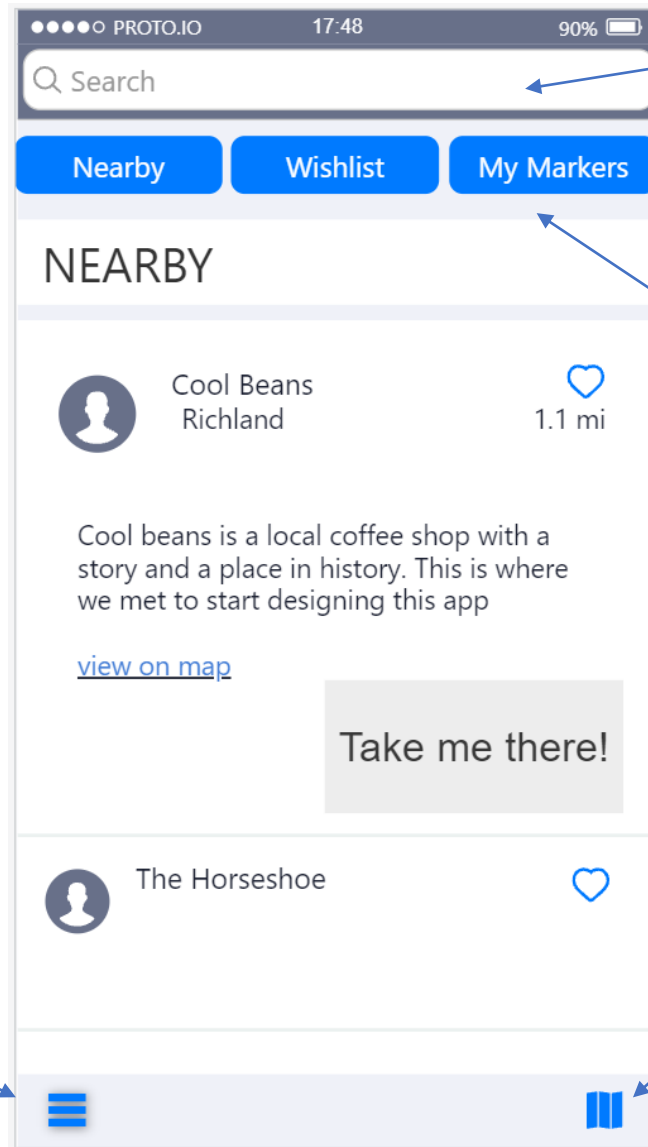 PROTO.IO 17:48 90%
Search
Nearby Wishlist My Markers
NEARBY
Cool Beans
Richland 1.1 mi
Cool beans is a local coffee shop with a
story and a place in history. This is where
we met to start designing this app
view on map
Take me there!
The Horseshoe